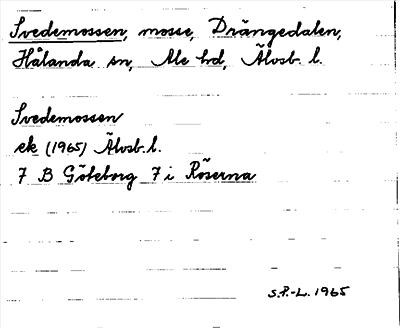 Svedemossen, mosse, Drängedalen,
Hålanda sn, Ale hd, Älvsb. l.
Svedemossen
ek (1965) Älvsb. l.
7 B Göteborg 7 i Röserna
S.P.-L. 1965